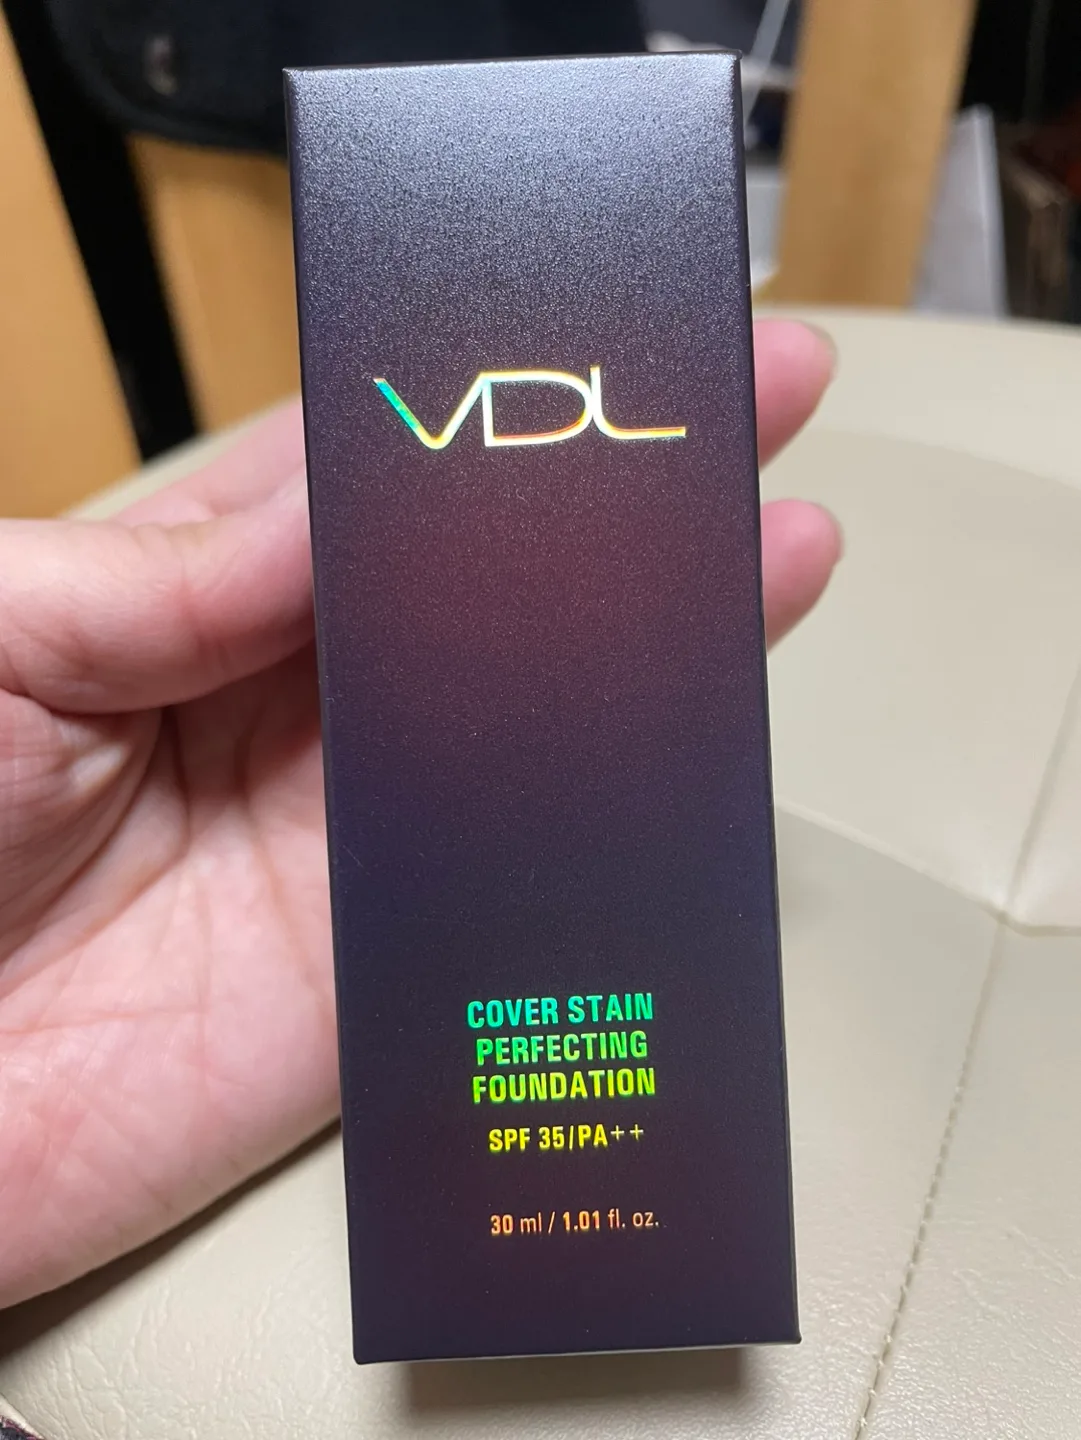 VDL
COVER STAIN
PERFECTING
FOUNDATION
SPF 35/PA++
30 ml / 1.01 fl. oz.